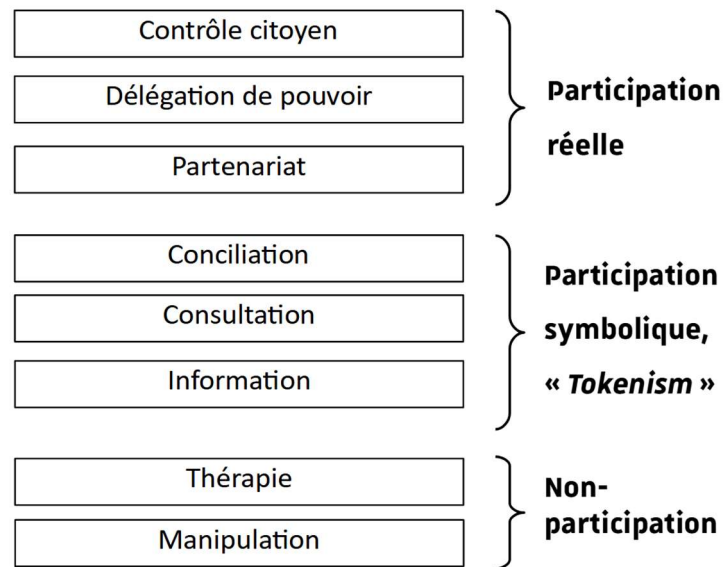 Contrôle citoyen
Délégation de pouvoir
Partenariat
Participation
réelle
Conciliation
Consultation
Information
Participation
symbolique,
« Tokenism »
Thérapie
Manipulation
Non-
participation